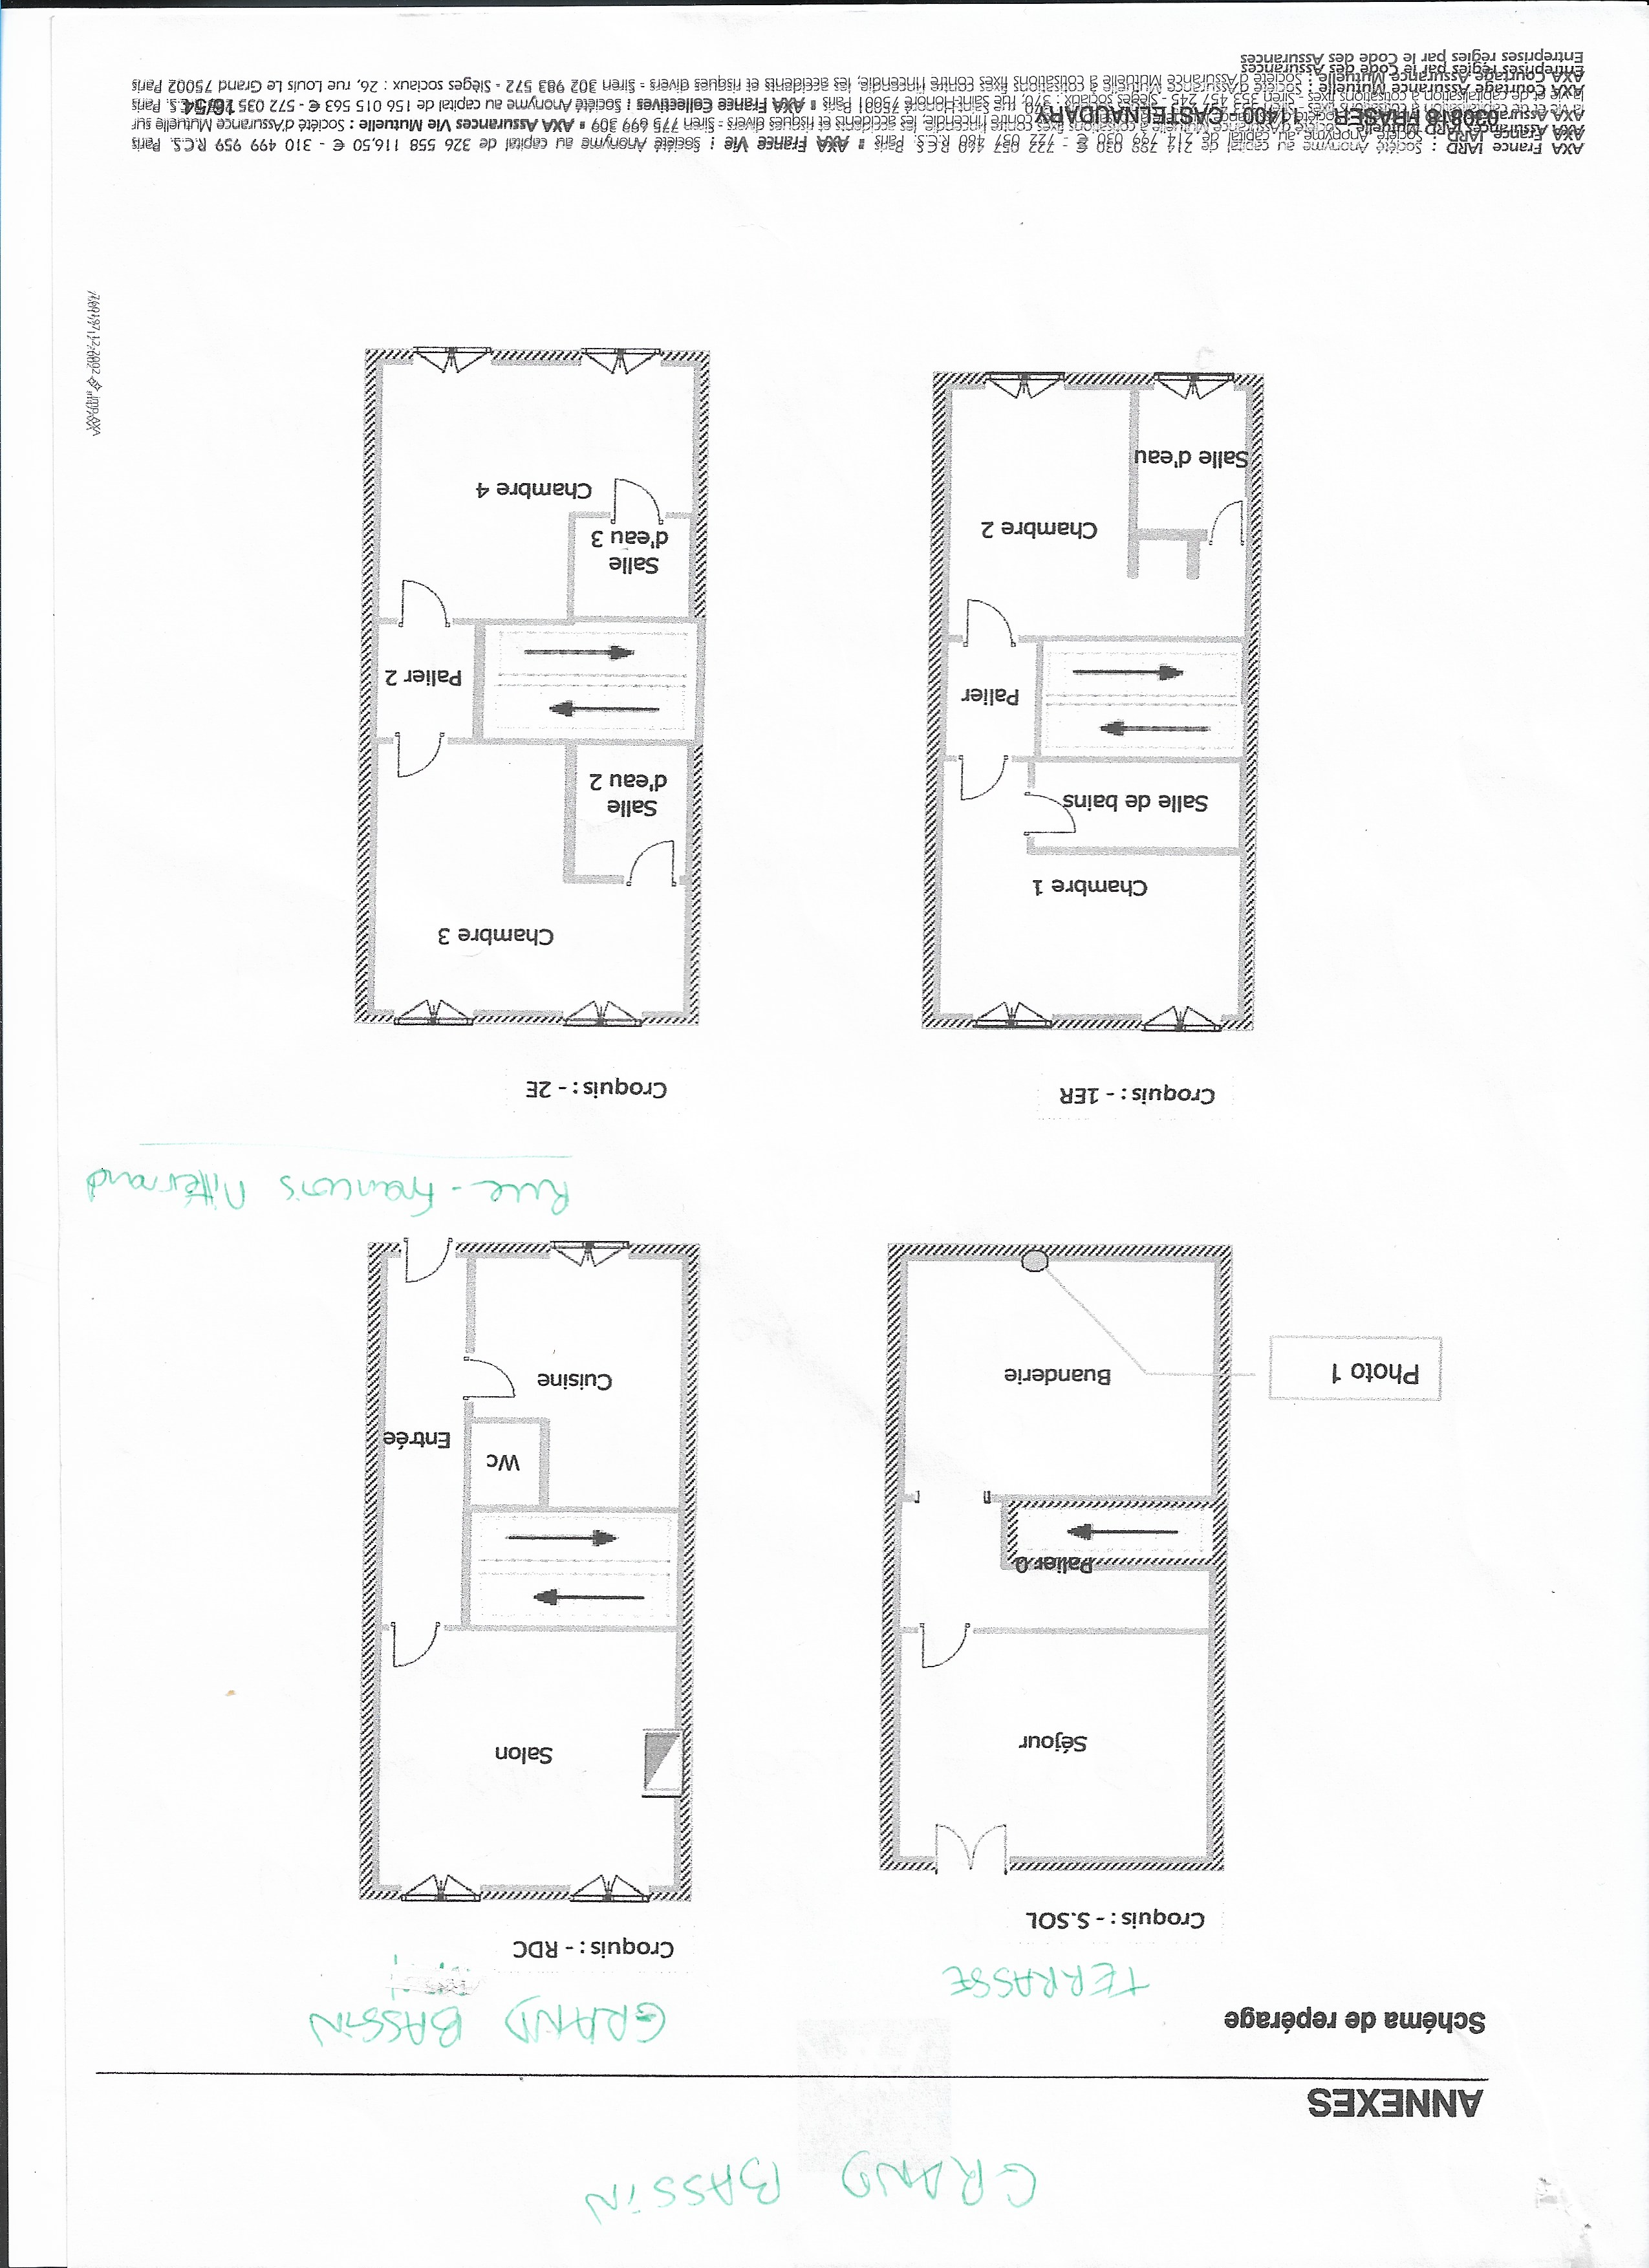 GRAND BASSIN
ANNEXES
Schéma de repérage
GRAND BASSIN
TERRASSE
Croquis : - S.SOL
Croquis : - RDC
Séjour
Salon
Palier 0
Wc
Entrée
Buanderie
Cuisine
Photo 1
Rue - Francois Mittérrand
Croquis : - 1ER
Croquis : - 2E
Chambre 1
Chambre 3
Salle de bains
Salle
d'eau 2
Palier
Palier 2
Chambre 2
Salle
d'eau 3
Salle d'eau
Chambre 4
AXA France IARD : Société Anonyme au capital de 214 799 030 € - 722 057 460 R.C.S. Paris ▪ AXA France Vie : Société Anonyme au capital de 326 558 116,50 € - 310 499 959 R.C.S. Paris
AXA Assurances IARD Mutuelle : Société d'Assurance Mutuelle à cotisations fixes contre l'incendie, les accidents et risques divers - Siren 775 699 309 ▪ AXA Assurances Vie Mutuelle : Société d'Assurance Mutuelle sur
la vie et de capitalisation à cotisations fixes - Siren 353 457 245 - Sièges sociaux : 370, rue Saint-Honoré 75001 Paris ▪ AXA France Collectives : Société Anonyme au capital de 156 015 563 € - 572 035 R.C.S. Paris
070818 FRASER 11400 CASTELNAUDARY
16/54
AXA Courtage Assurance Mutuelle : Société d'Assurance Mutuelle à cotisations fixes contre l'incendie, les accidents et risques divers - Siren 302 983 572 - Sièges sociaux : 26, rue Louis Le Grand 75002 Paris
Entreprises régies par le Code des Assurances